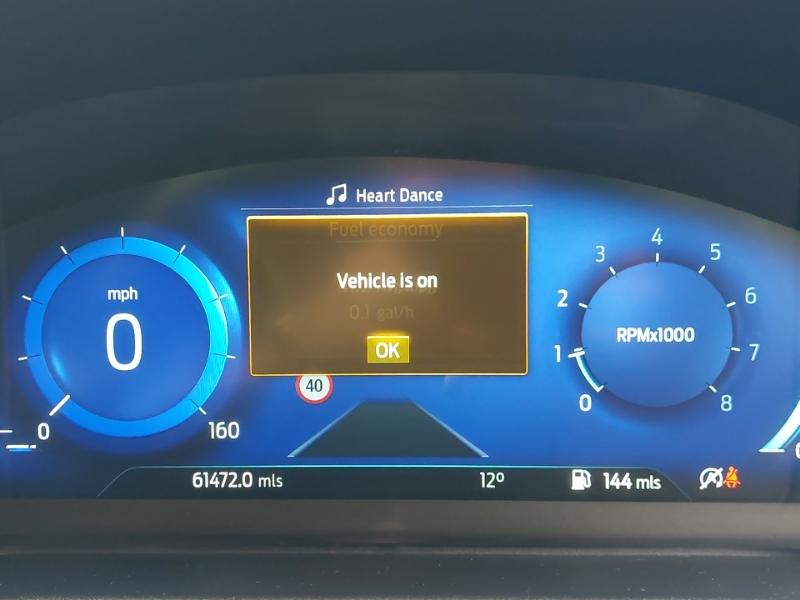 Heart Dance
Fuel economy
Vehicle is on
0.1 gal/h
OK
mph
0
0
160
40
0
1
2
3
4
5
6
7
8
RPMx1000
61472.0 mls
12º
144 mls